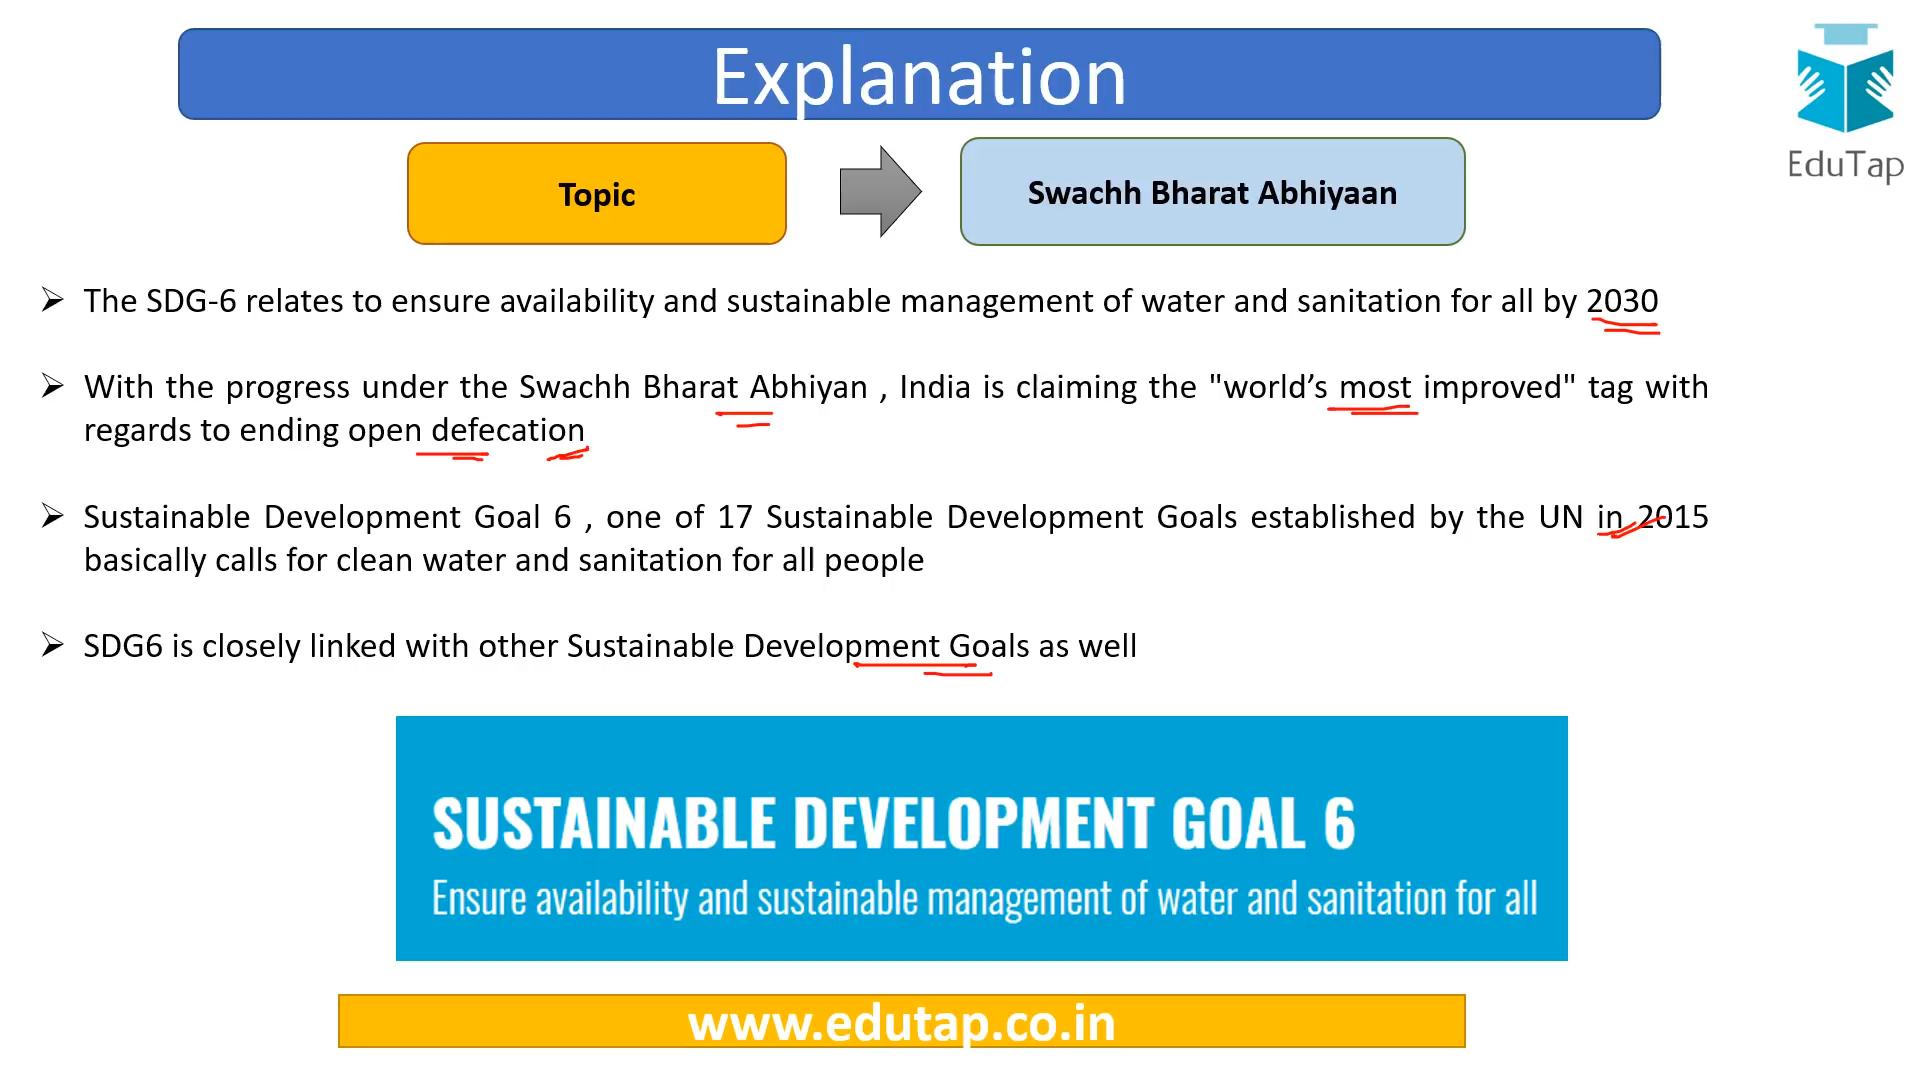 Explanation
EduTap
Topic
Swachh Bharat Abhiyaan
➢ The SDG-6 relates to ensure availability and sustainable management of water and sanitation for all by 2030
➢ With the progress under the Swachh Bharat Abhiyan , India is claiming the "world’s most improved" tag with
regards to ending open defecation
➢ Sustainable Development Goal 6 , one of 17 Sustainable Development Goals established by the UN in 2015
basically calls for clean water and sanitation for all people
➢ SDG6 is closely linked with other Sustainable Development Goals as well
SUSTAINABLE DEVELOPMENT GOAL 6
Ensure availability and sustainable management of water and sanitation for all
www.edutap.co.in